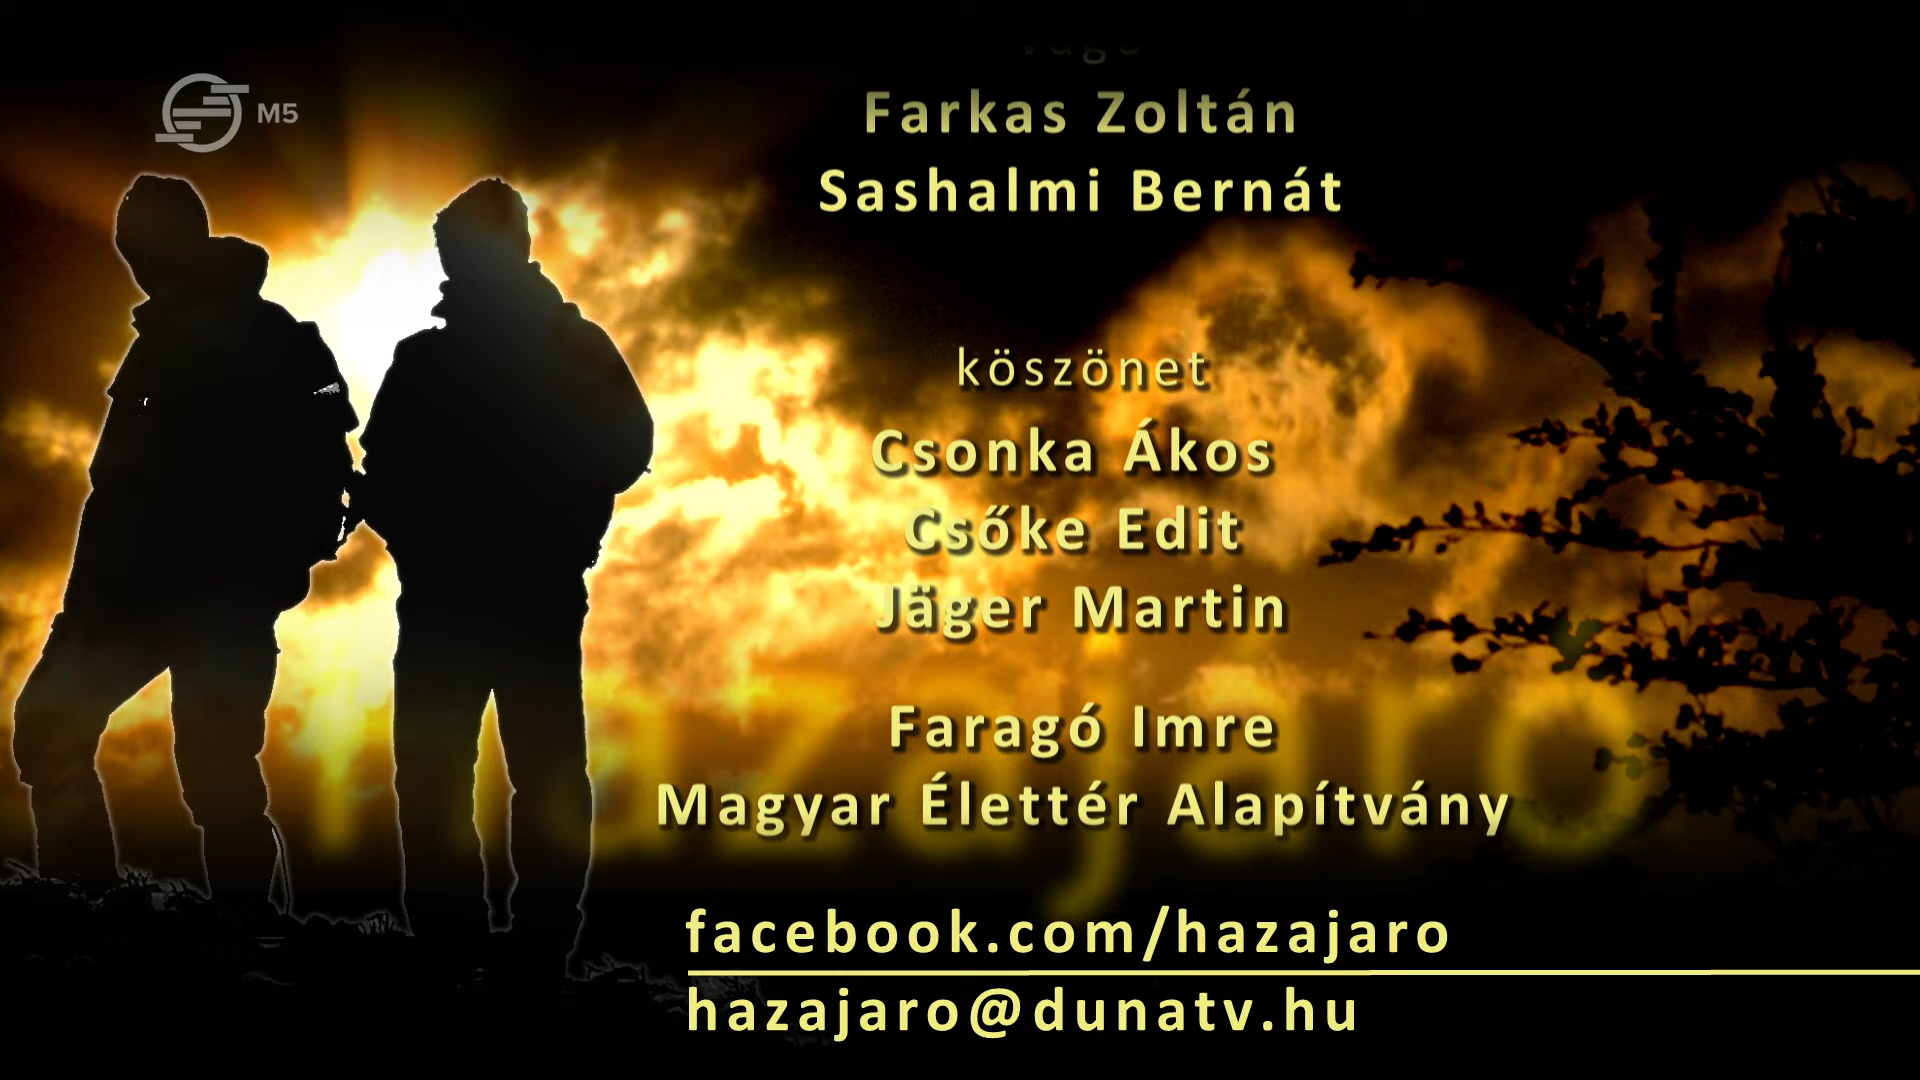 M5
Farkas Zoltán
Sashalmi Bernát
köszönet
Csonka Ákos
Csőke Edit
Jäger Martin
Faragó Imre
Magyar Élettér Alapítvány
hazajáró
facebook.com/hazajaro
hazajaro@dunatv.hu